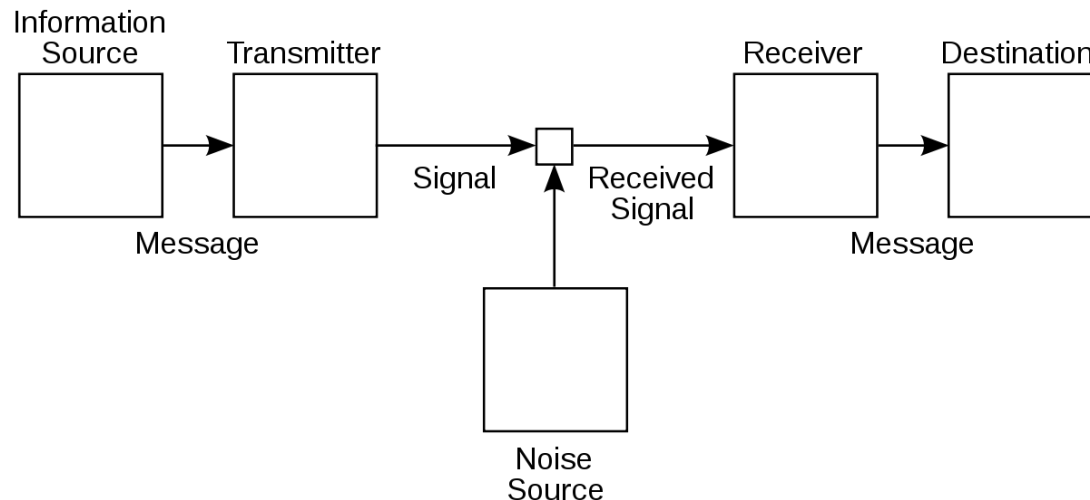 Information
Source
Transmitter
Receiver
Destination
Signal
Received
Signal
Message
Message
Noise
Source